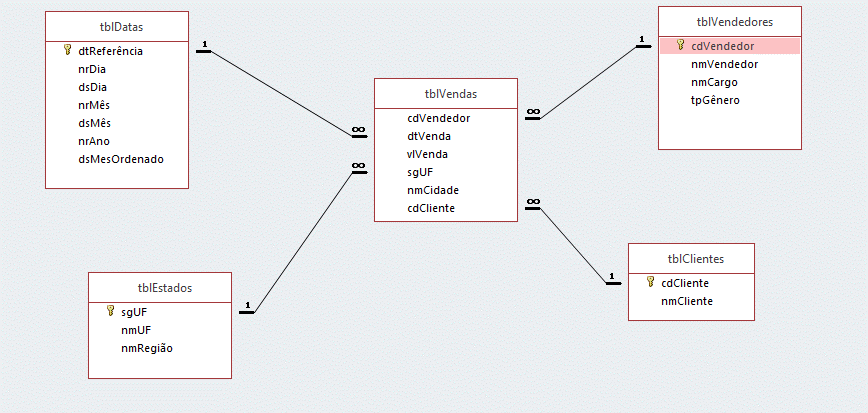 tblDatas
dtReferência
nrDia
dsDia
nrMês
dsMês
nrAno
dsMesOrdenado
1
∞
tblVendas
cdVendedor
dtVenda
vlVenda
sgUF
nmCidade
cdCliente
tblVendedores
cdVendedor
nmVendedor
nmCargo
tpGênero
1
∞
tblEstados
sgUF
nmUF
nmRegião
1
∞
tblClientes
cdCliente
nmCliente
1
∞